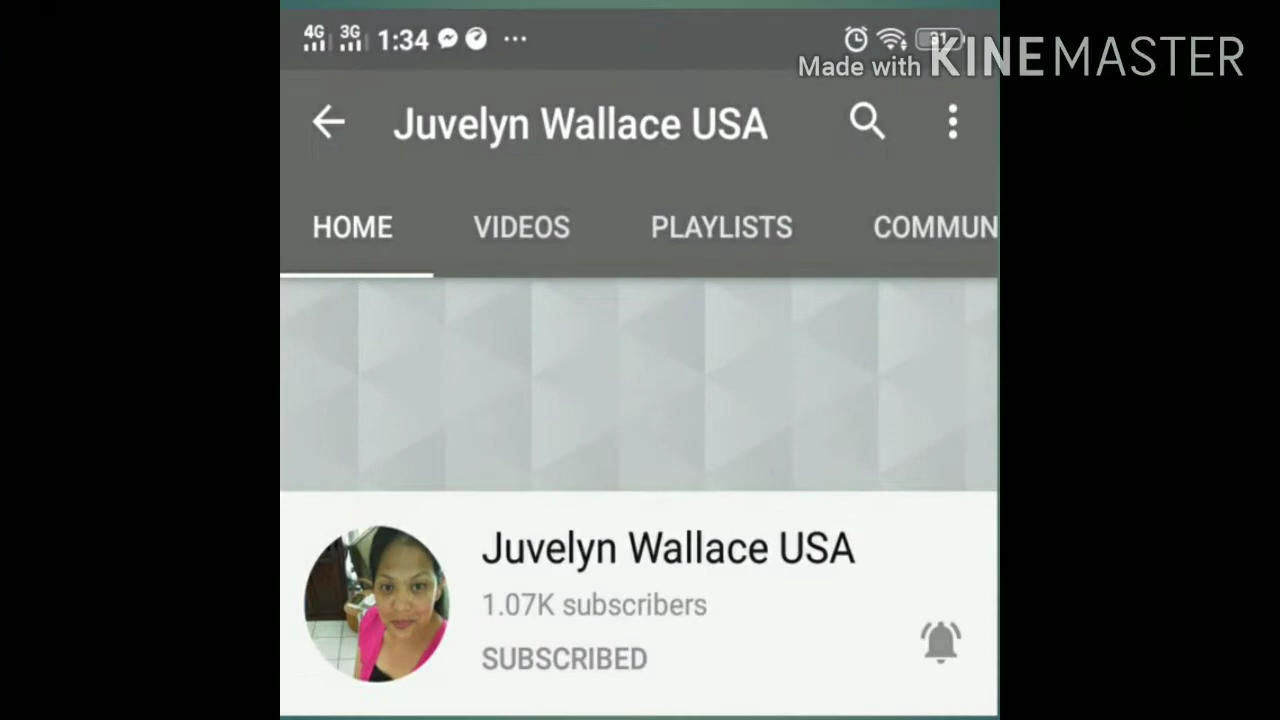 4G 3G 1:34 ... 31
Made with KINEMASTER
Juvelyn Wallace USA
HOME VIDEOS PLAYLISTS COMMUN
Juvelyn Wallace USA
1.07K subscribers
SUBSCRIBED